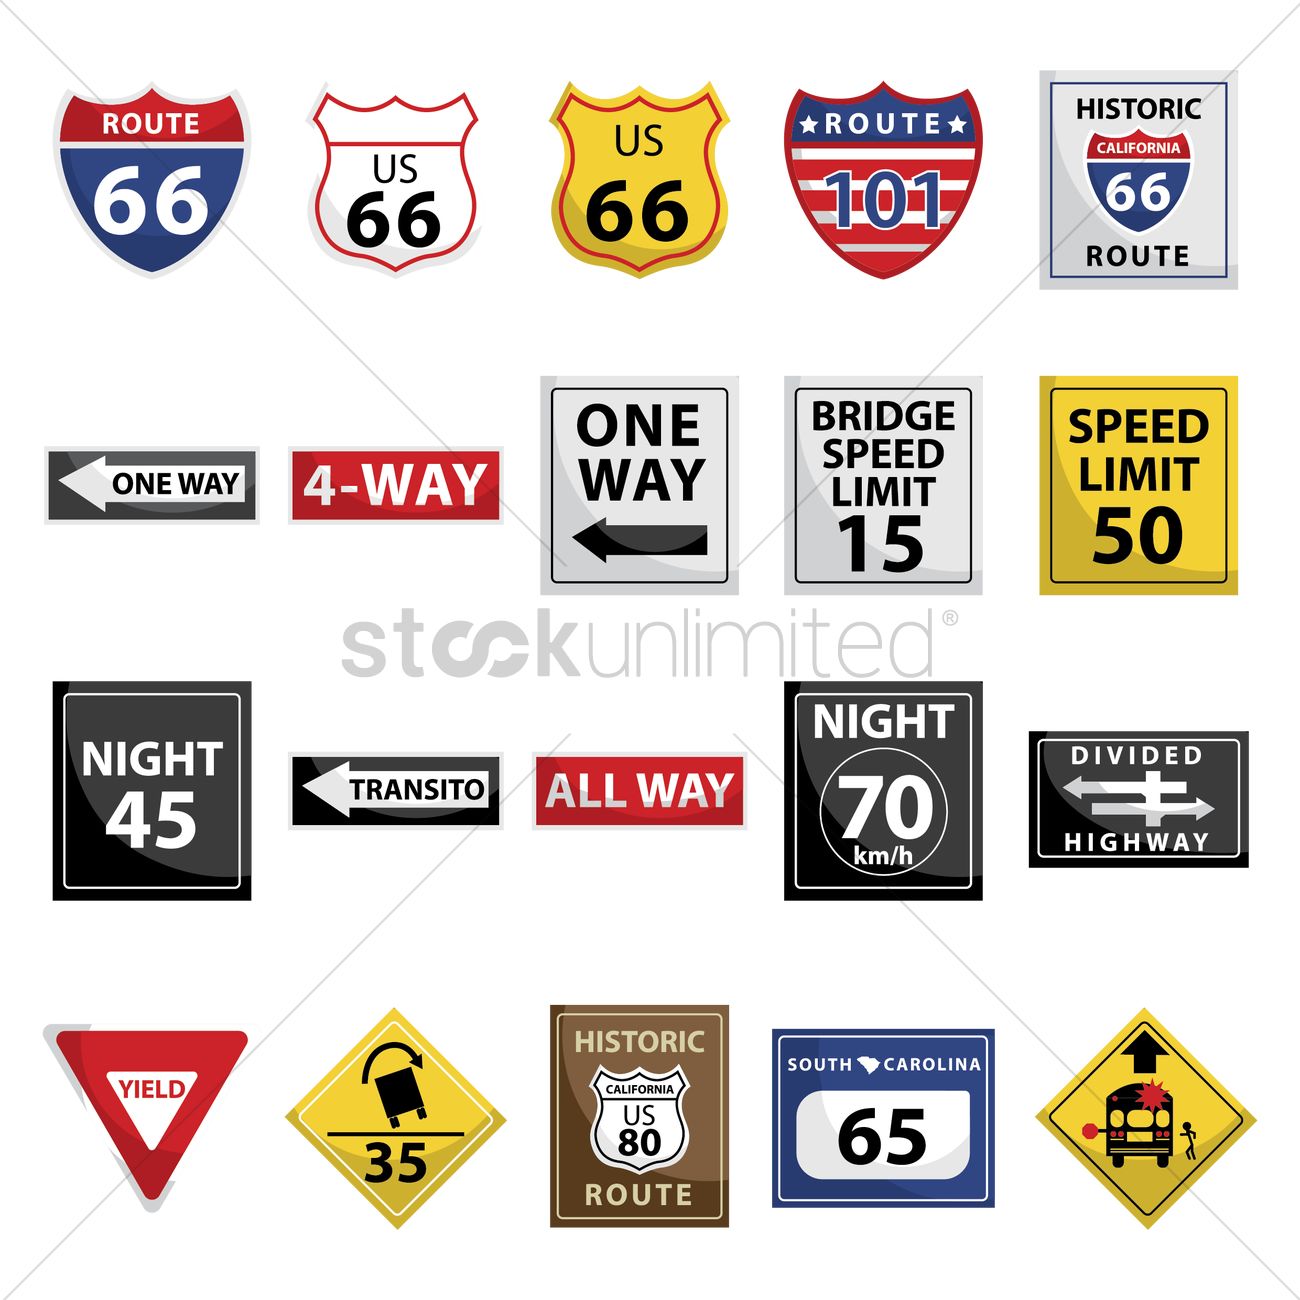 ROUTE
66
US
66
US
66
ROUTE
101
HISTORIC
CALIFORNIA
66
ROUTE
ONE WAY
4-WAY
ONE
WAY
BRIDGE
SPEED
LIMIT
15
SPEED
LIMIT
50
stockunlimited®
NIGHT
45
TRANSITO
ALL WAY
NIGHT
70
km/h
DIVIDED
HIGHWAY
YIELD
35
HISTORIC
CALIFORNIA
US
80
ROUTE
SOUTH CAROLINA
65